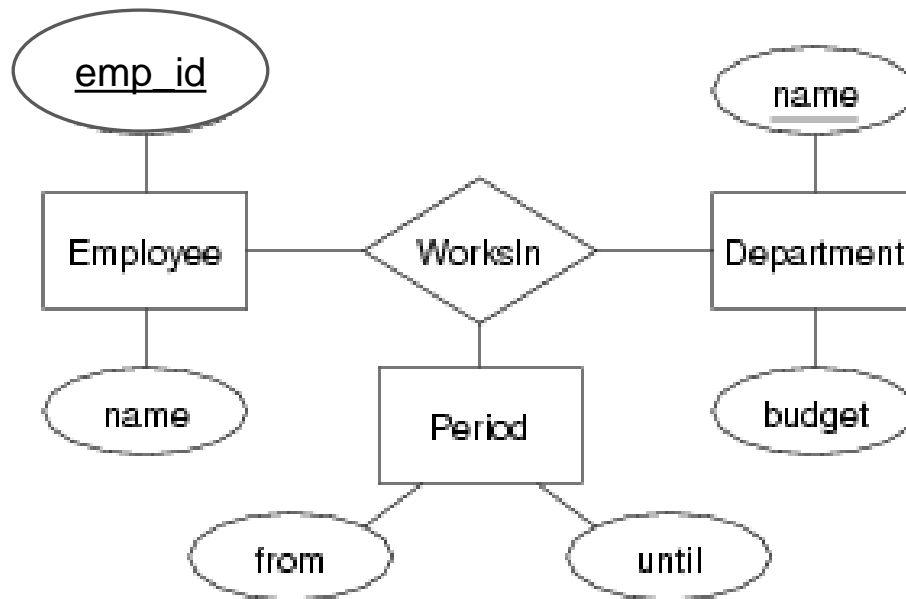 emp_id
name
Employee
WorksIn
Department
name
Period
budget
from
until